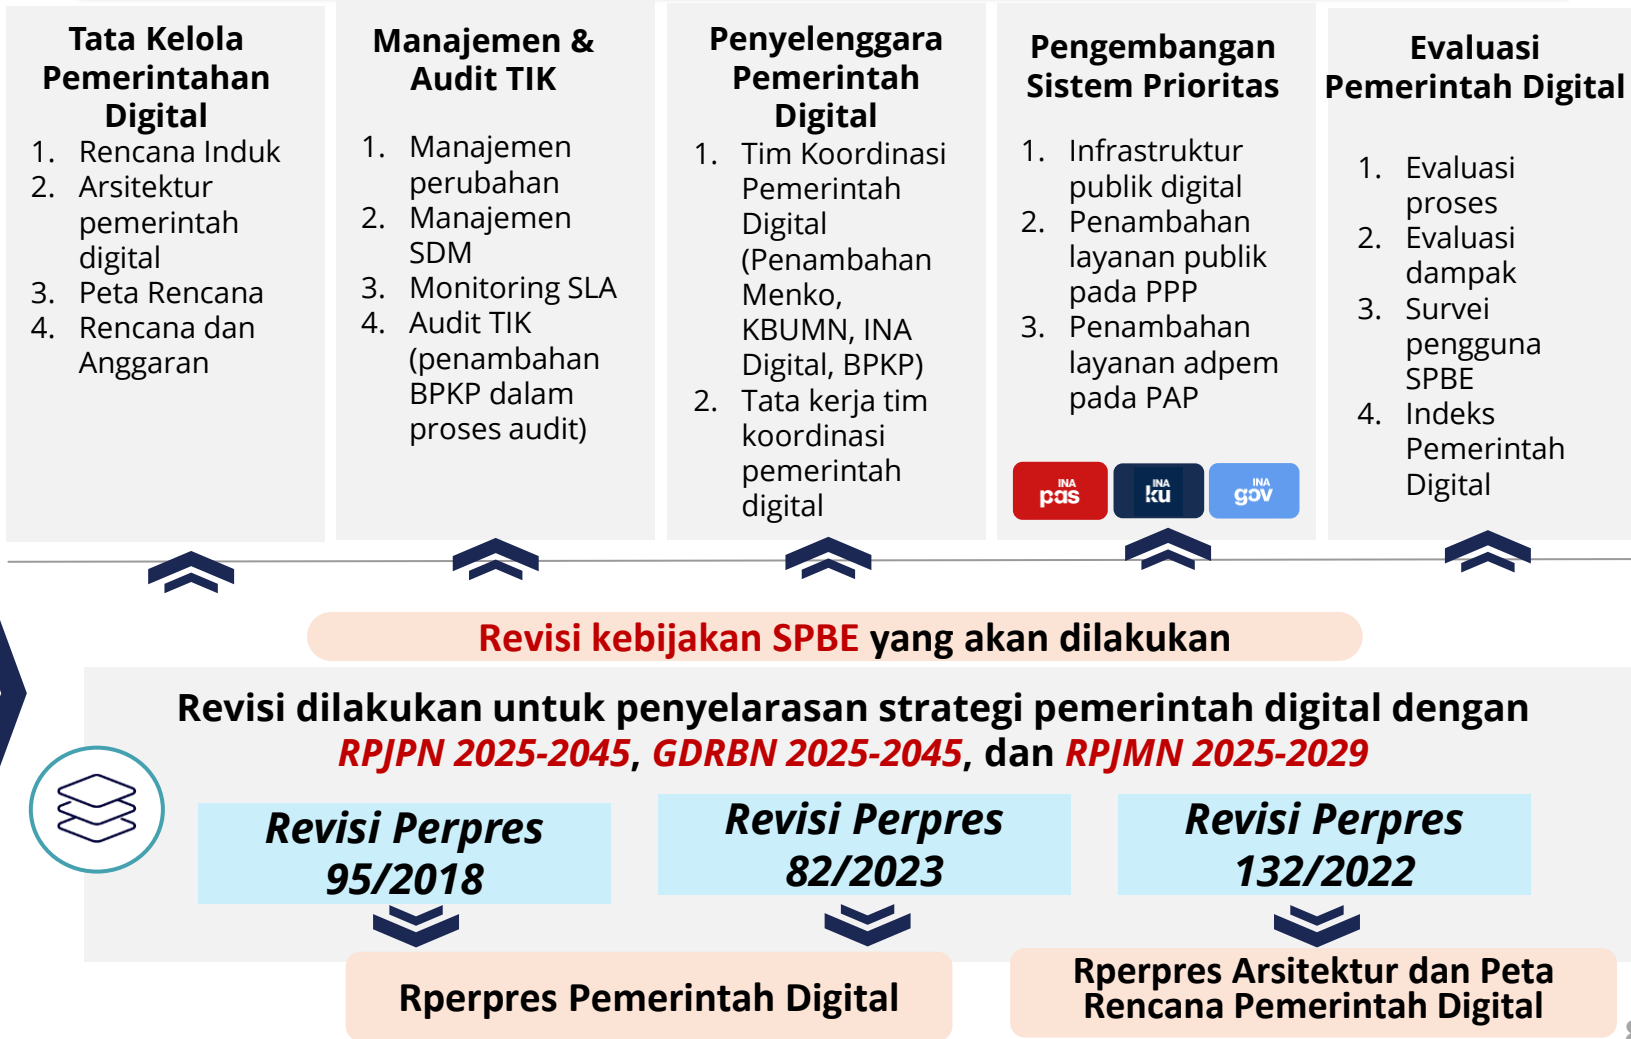 Tata Kelola
Pemerintahan
Digital
1. Rencana Induk
2. Arsitektur
pemerintah
digital
3. Peta Rencana
4. Rencana dan
Anggaran
Manajemen &
Audit TIK
1. Manajemen
perubahan
2. Manajemen
SDM
3. Monitoring SLA
4. Audit TIK
(penambahan
BPKP dalam
proses audit)
Penyelenggara
Pemerintah
Digital
1. Tim Koordinasi
Pemerintah
Digital
(Penambahan
Menko,
KBUMN, INA
Digital, BPKP)
2. Tata kerja tim
koordinasi
pemerintah
digital
Pengembangan
Sistem Prioritas
1. Infrastruktur
publik digital
2. Penambahan
layanan publik
pada PPP
3. Penambahan
layanan adpem
pada PAP
INA
pas
INA
ku
INA
gov
Evaluasi
Pemerintah Digital
1. Evaluasi
proses
2. Evaluasi
dampak
3. Survei
pengguna
SPBE
4. Indeks
Pemerintah
Digital
Revisi kebijakan SPBE yang akan dilakukan
Revisi dilakukan untuk penyelarasan strategi pemerintah digital dengan
RPJPN 2025-2045, GDRBN 2025-2045, dan RPJMN 2025-2029
Revisi Perpres
95/2018
Revisi Perpres
82/2023
Revisi Perpres
132/2022
Rperpres Pemerintah Digital
Rperpres Arsitektur dan Peta
Rencana Pemerintah Digital